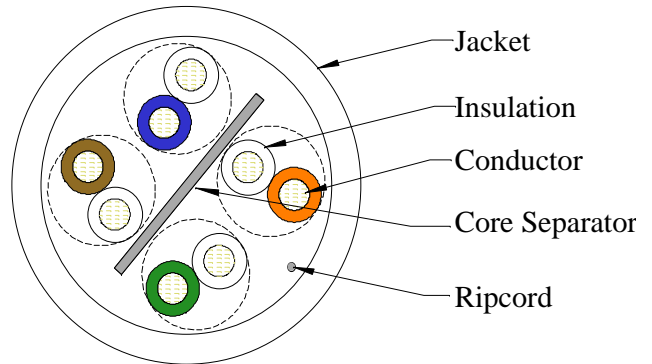 Jacket
Insulation
Conductor
Core Separator
Ripcord